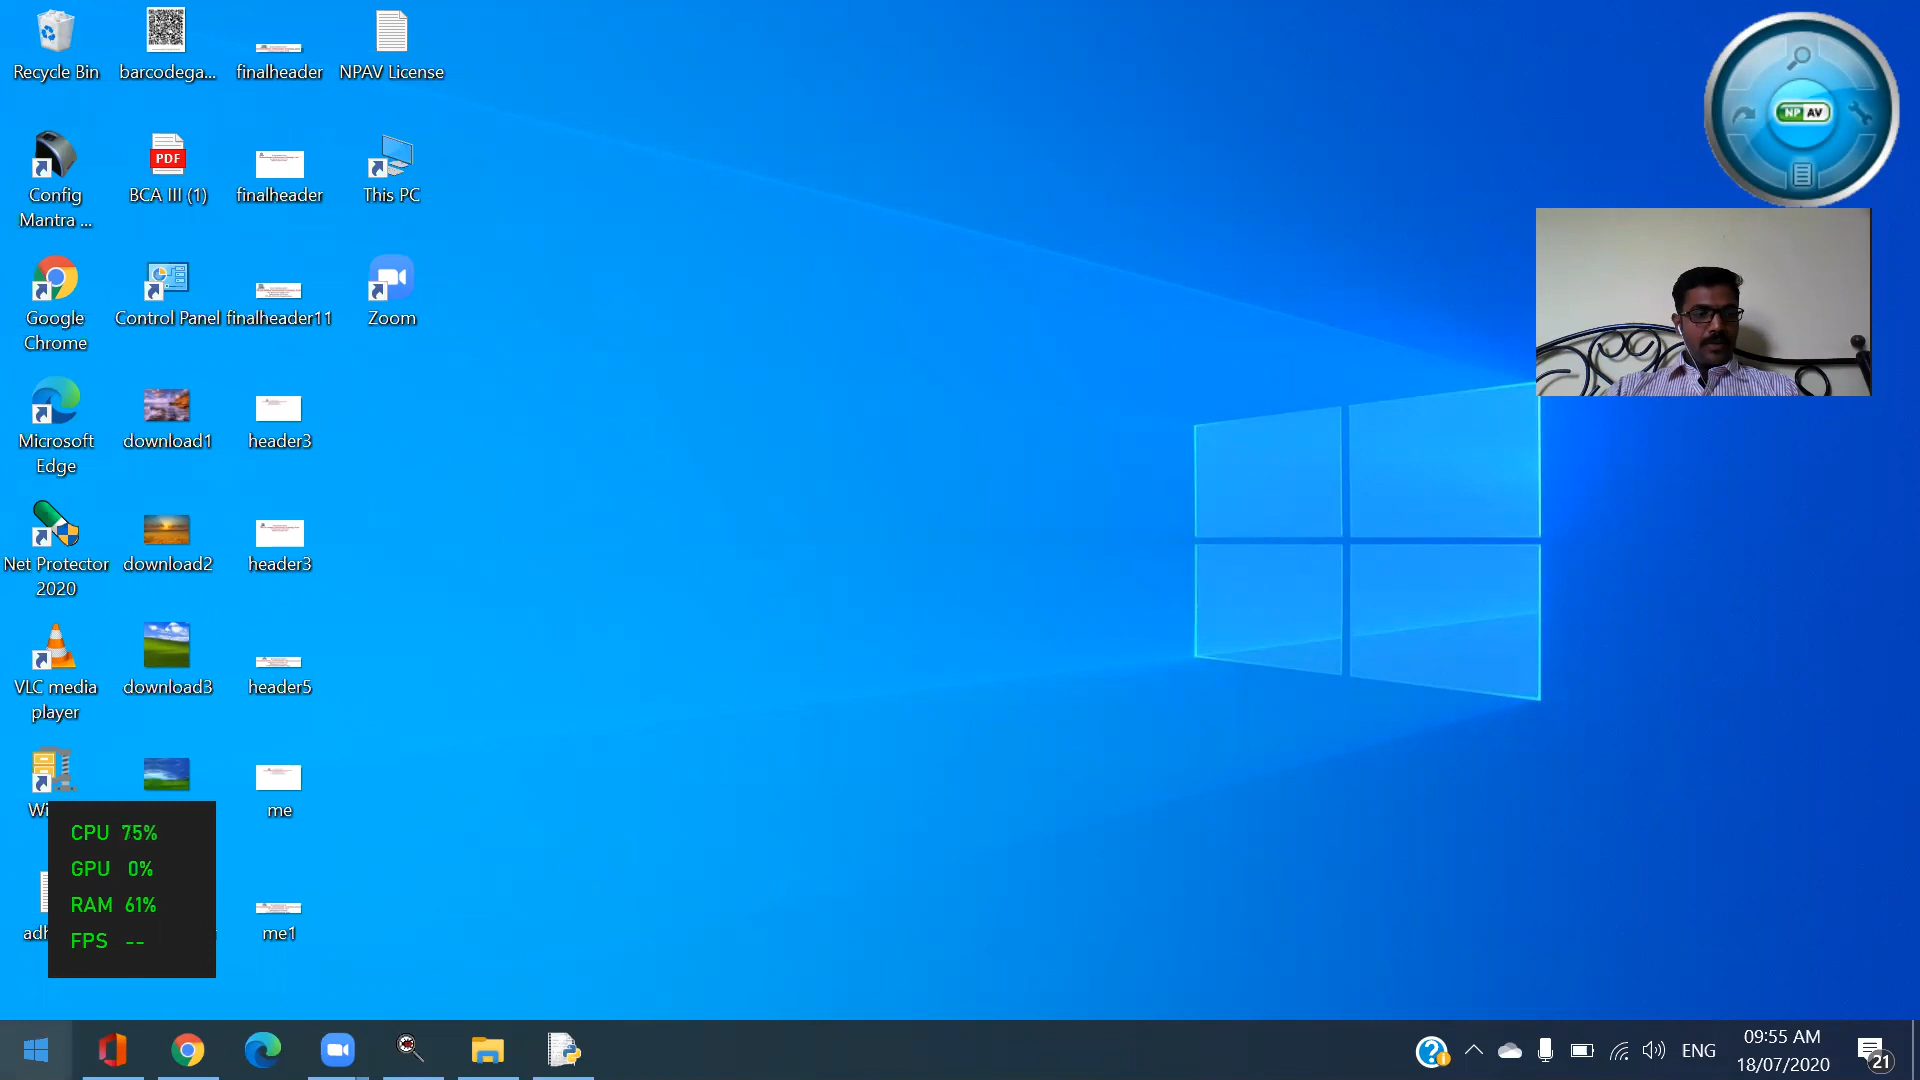 Recycle Bin
barcodega...
finalheader
NPAV License
NP AV
Config
Mantra ...
PDF
BCA III (1)
finalheader
This PC
Google
Chrome
Control Panel
finalheader11
Zoom
Microsoft
Edge
download1
header3
Net Protector
2020
download2
header3
VLC media
player
download3
header5
Wi
me
CPU 75%
GPU 0%
RAM 61%
FPS --
adh
me1
ENG
09:55 AM
18/07/2020
21